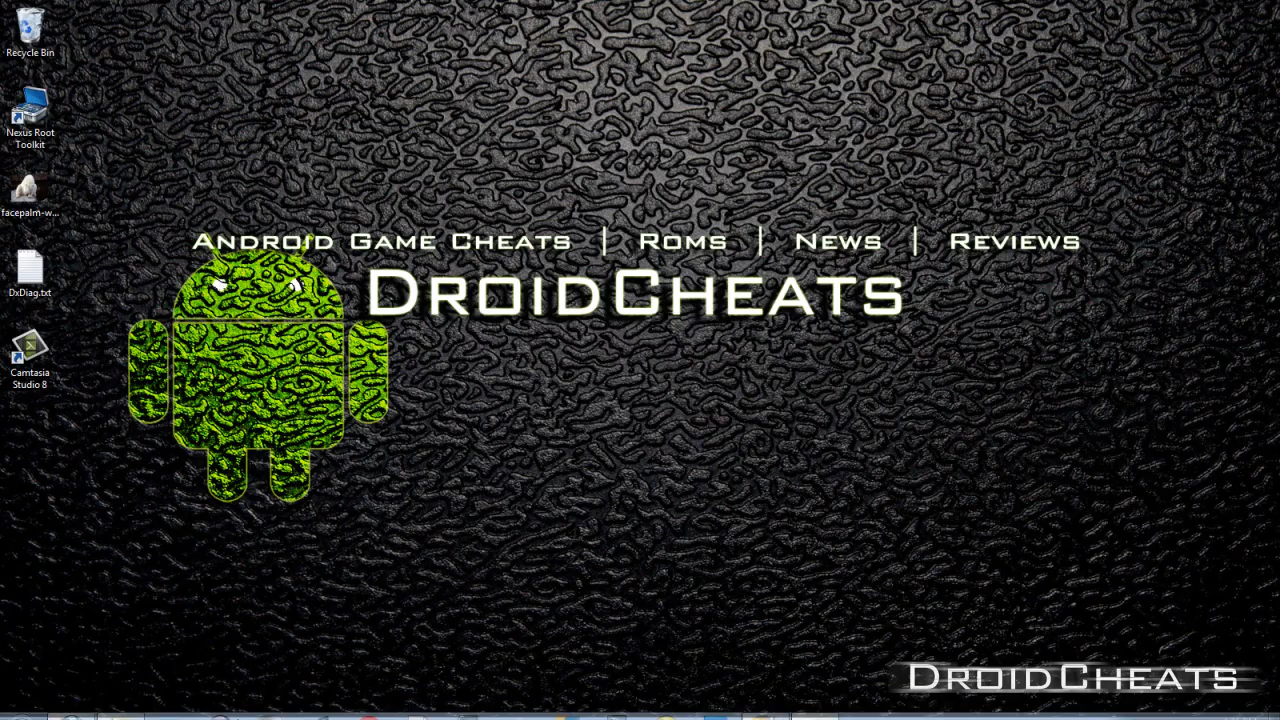 Recycle Bin
Nexus Root
Toolkit
facepalm-w...
DxDiag.txt
Camtasia
Studio 8
Android Game Cheats | Roms | News | Reviews
DroidCheats
DroidCheats